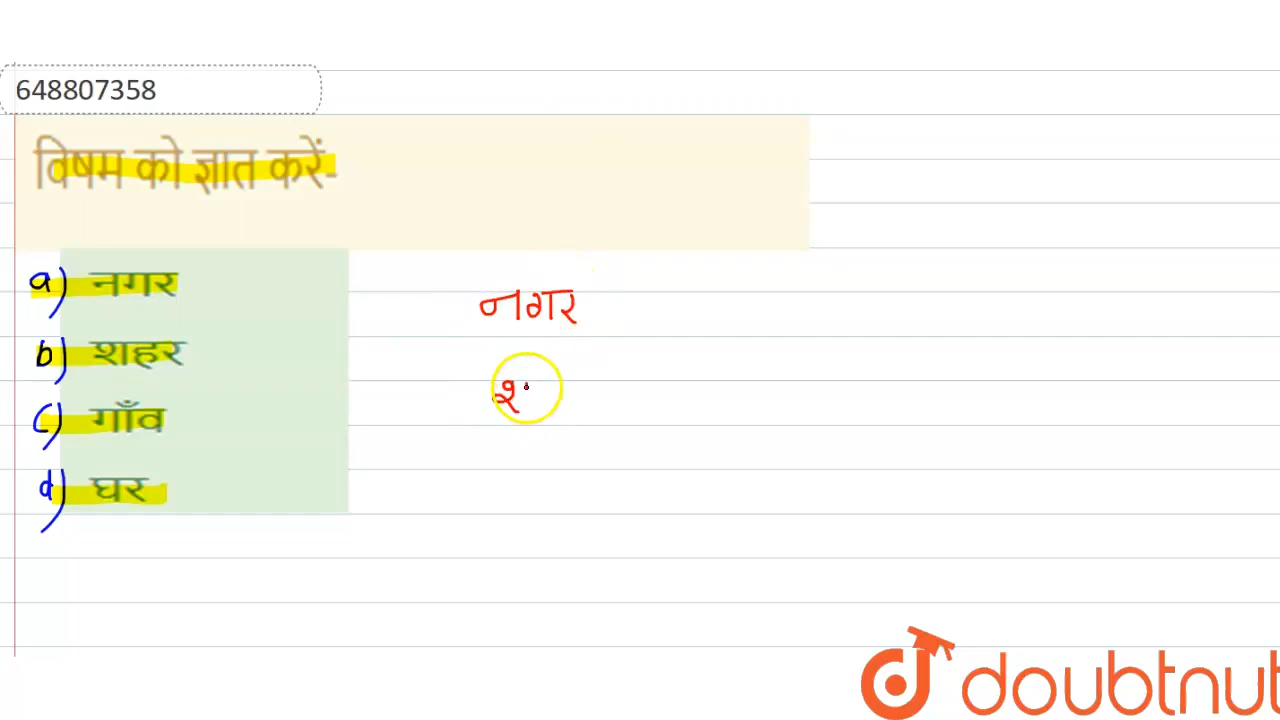 648807358
विषम को ज्ञात करें-
a) नगर
b) शहर
c) गाँव
d) घर
नगर
श
doubtnut